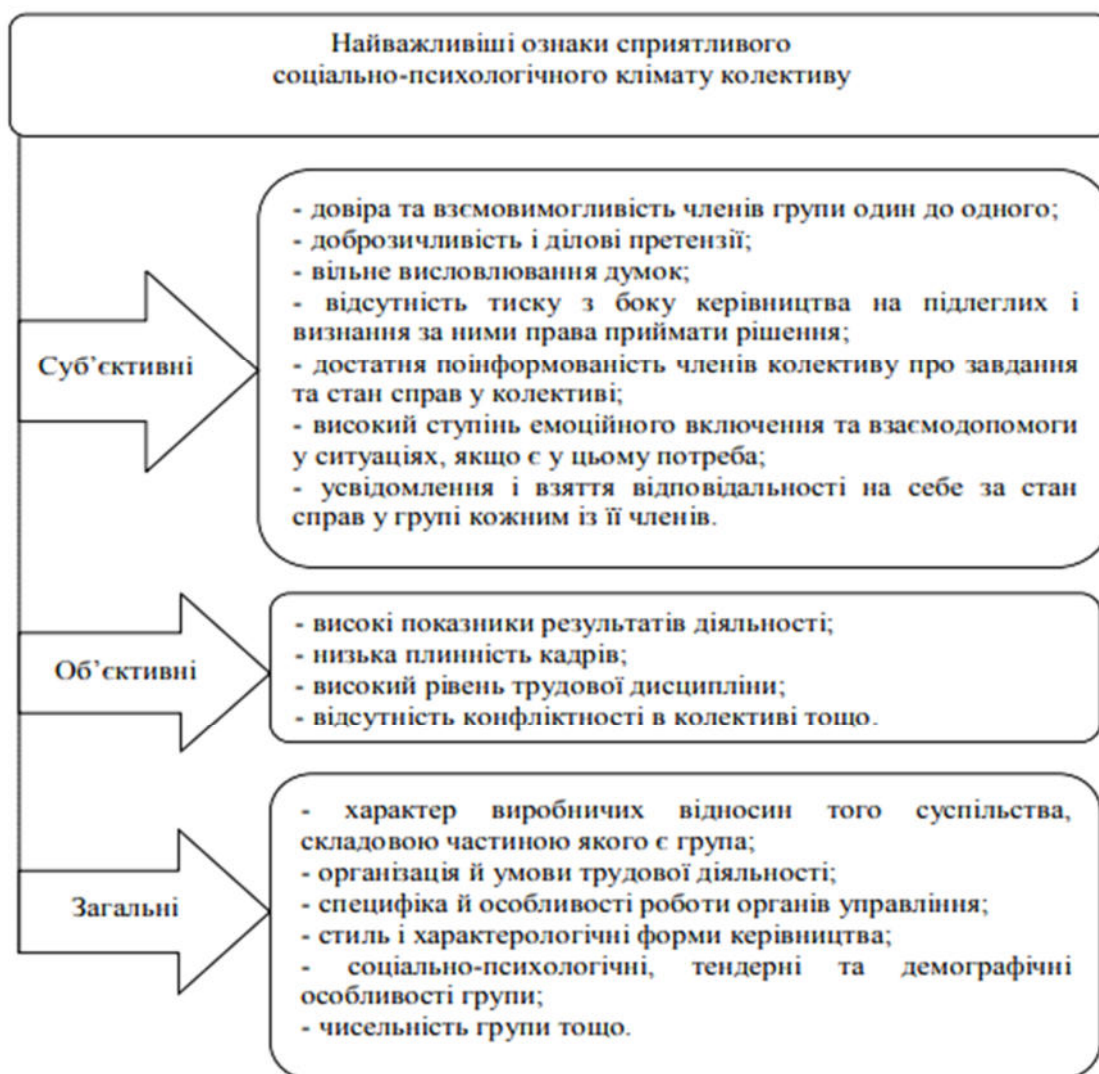 Найважливіші ознаки сприятливого
соціально-психологічного клімату колективу
Суб’єктивні
- довіра та взємовимогливість членів групи один до одного;
- доброзичливість і ділові претензії;
- вільне висловлювання думок;
- відсутність тиску з боку керівництва на підлеглих і
визнання за ними права приймати рішення;
- достатня поінформованість членів колективу про завдання
та стан справ у колективі;
- високий ступінь емоційного включення та взаємодопомоги
у ситуаціях, якщо є у цьому потреба;
- усвідомлення і взяття відповідальності на себе за стан
справ у групі кожним із її членів.
Об’єктивні
- високі показники результатів діяльності;
- низька плинність кадрів;
- високий рівень трудової дисципліни;
- відсутність конфліктності в колективі тощо.
Загальні
- характер виробничих відносин того суспільства,
складовою частиною якого є група;
- організація й умови трудової діяльності;
- специфіка й особливості роботи органів управління;
- стиль і характерологічні форми керівництва;
- соціально-психологічні, тендерні та демографічні
особливості групи;
- чисельність групи тощо.